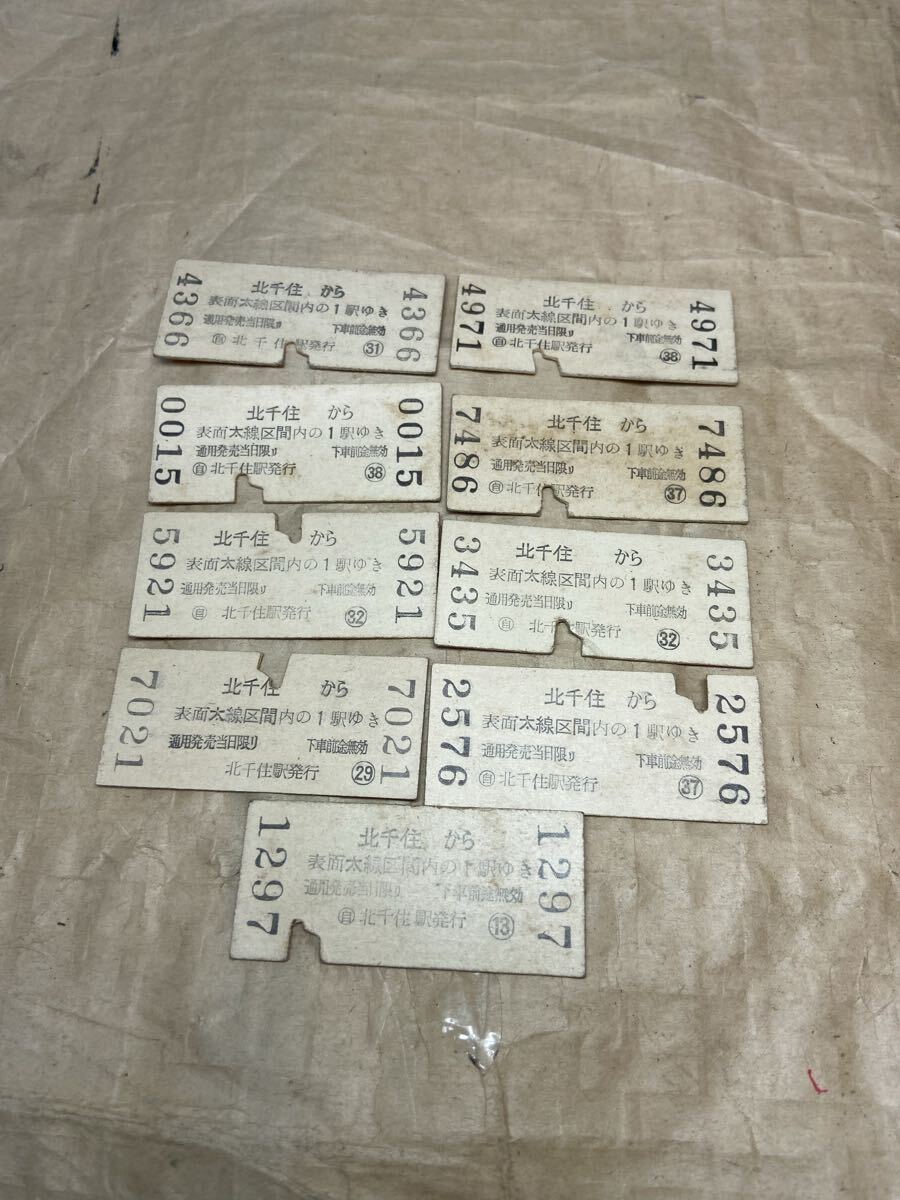 4366
北千住 から
表面太線区間内の1駅ゆき
通用発売当日限り 下車前途無効
自 北千住駅発行 31
4366
4971
北千住 から
表面太線区間内の1駅ゆき
通用発売当日限り 下車前途無効
自 北千住駅発行 38
4971
0015
北千住 から
表面太線区間内の1駅ゆき
通用発売当日限り 下車前途無効
自 北千住駅発行 38
0015
7486
北千住 から
表面太線区間内の1駅ゆき
通用発売当日限り 下車前途無効
自 北千住駅発行 37
7486
5921
北千住 から
表面太線区間内の1駅ゆき
通用発売当日限り 下車前途無効
自 北千住駅発行 32
5921
3435
北千住 から
表面太線区間内の1駅ゆき
通用発売当日限り 下車前途無効
自 北千住駅発行 32
3435
7021
北千住 から
表面太線区間内の1駅ゆき
通用発売当日限り 下車前途無効
北千住駅発行 29
7021
2576
北千住 から
表面太線区間内の1駅ゆき
通用発売当日限り 下車前途無効
自 北千住駅発行 37
2576
1297
北千住 から
表面太線区間内の1駅ゆき
通用発売当日限り 下車前途無効
自 北千住駅発行 13
1297